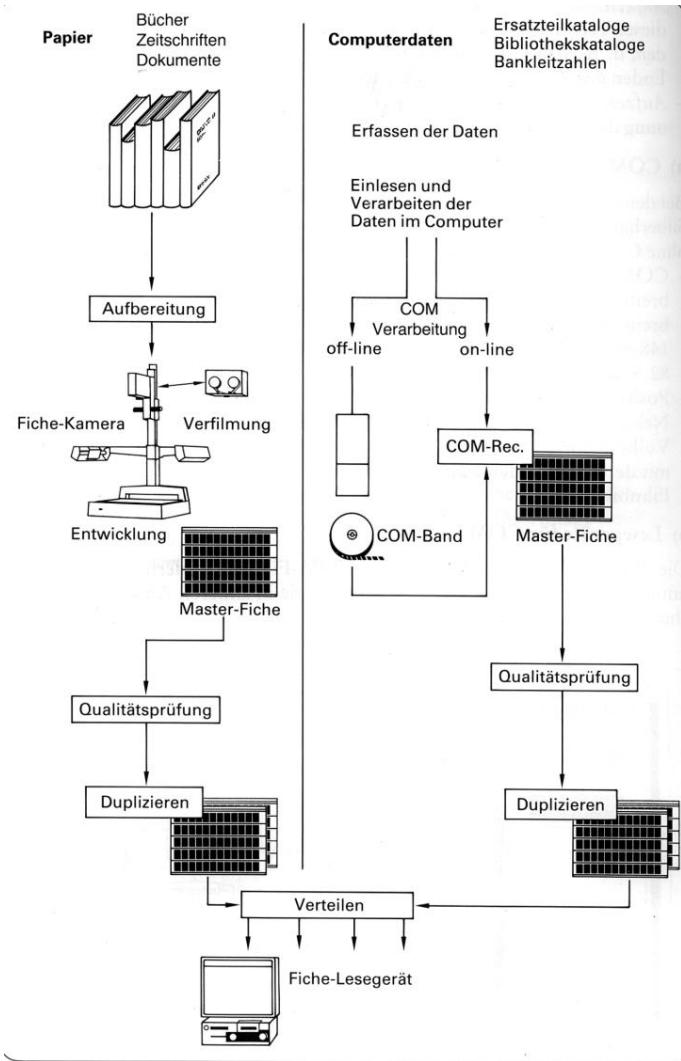 Papier
Bücher
Zeitschriften
Dokumente
Aufbereitung
Fiche-Kamera
Verfilmung
Entwicklung
Master-Fiche
Qualitätsprüfung
Duplizieren
Computerdaten
Ersatzteilkataloge
Bibliothekskataloge
Bankleitzahlen
Erfassen der Daten
Einlesen und
Verarbeiten der
Daten im Computer
COM
Verarbeitung
off-line
on-line
COM-Rec.
COM-Band
Master-Fiche
Qualitätsprüfung
Duplizieren
Verteilen
Fiche-Lesegerät